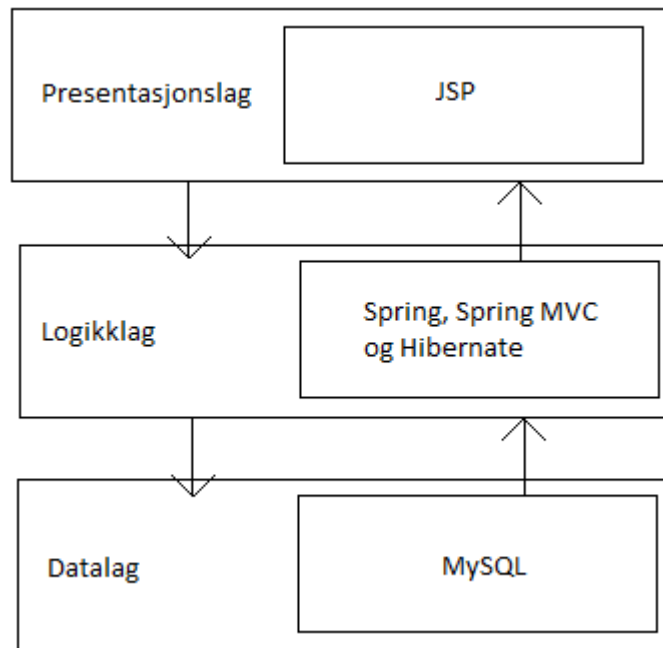 Presentasjonslag
JSP
Logikklag
Spring, Spring MVC
og Hibernate
Datalag
MySQL